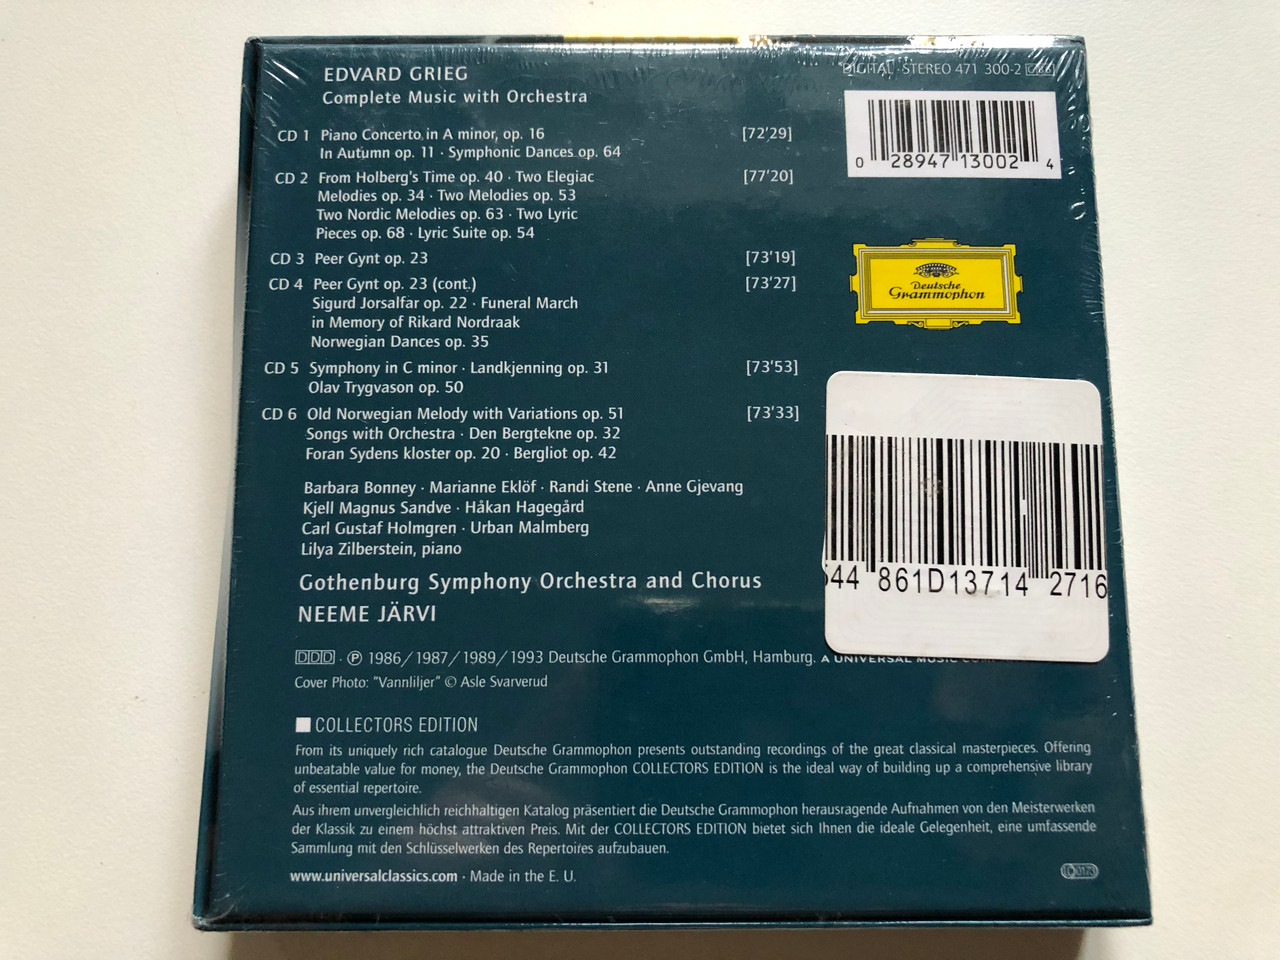 EDVARD GRIEG
Complete Music with Orchestra
DIGITAL · STEREO 471 300-2
0 28947 13002 4
CD 1 Piano Concerto in A minor, op. 16 [72'29]
In Autumn op. 11 · Symphonic Dances op. 64
CD 2 From Holberg's Time op. 40 · Two Elegiac [77'20]
Melodies op. 34 · Two Melodies op. 53
Two Nordic Melodies op. 63 · Two Lyric
Pieces op. 68 · Lyric Suite op. 54
CD 3 Peer Gynt op. 23 [73'19]
CD 4 Peer Gynt op. 23 (cont.) [73'27]
Sigurd Jorsalfar op. 22 · Funeral March
in Memory of Rikard Nordraak
Norwegian Dances op. 35
CD 5 Symphony in C minor · Landkjenning op. 31 [73'53]
Olav Trygvason op. 50
CD 6 Old Norwegian Melody with Variations op. 51 [73'33]
Songs with Orchestra · Den Bergtekne op. 32
Foran Sydens kloster op. 20 · Bergliot op. 42
Deutsche
Grammophon
Barbara Bonney · Marianne Eklöf · Randi Stene · Anne Gjevang
Kjell Magnus Sandve · Håkan Hagegård
Carl Gustaf Holmgren · Urban Malmberg
Lilya Zilberstein, piano
Gothenburg Symphony Orchestra and Chorus
NEEME JÄRVI
44 861D13714 2716
DDD · ℗ 1986/1987/1989/1993 Deutsche Grammophon GmbH, Hamburg. A UNIVERSAL MUSIC
Cover Photo: "Vannliljer" © Asle Svarverud
COLLECTORS EDITION
From its uniquely rich catalogue Deutsche Grammophon presents outstanding recordings of the great classical masterpieces. Offering
unbeatable value for money, the Deutsche Grammophon COLLECTORS EDITION is the ideal way of building up a comprehensive library
of essential repertoire.
Aus ihrem unvergleichlich reichhaltigen Katalog präsentiert die Deutsche Grammophon herausragende Aufnahmen von den Meisterwerken
der Klassik zu einem höchst attraktiven Preis. Mit der COLLECTORS EDITION bietet sich Ihnen die ideale Gelegenheit, eine umfassende
Sammlung mit den Schlüsselwerken des Repertoires aufzubauen.
www.universalclassics.com · Made in the E. U.